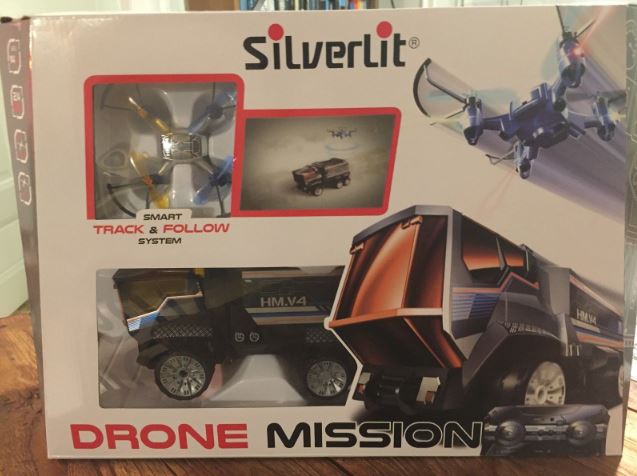 Silverlit®
SMART
TRACK & FOLLOW
SYSTEM
HM.V4
HM.V4
DRONE MISSION